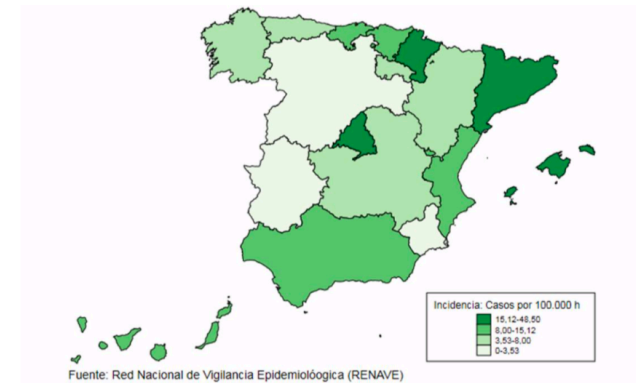 Incidencia: Casos por 100.000 h
15,12-48,50
8,00-15,12
3,53-8,00
0-3,53
Fuente: Red Nacional de Vigilancia Epidemiolóogica (RENAVE)